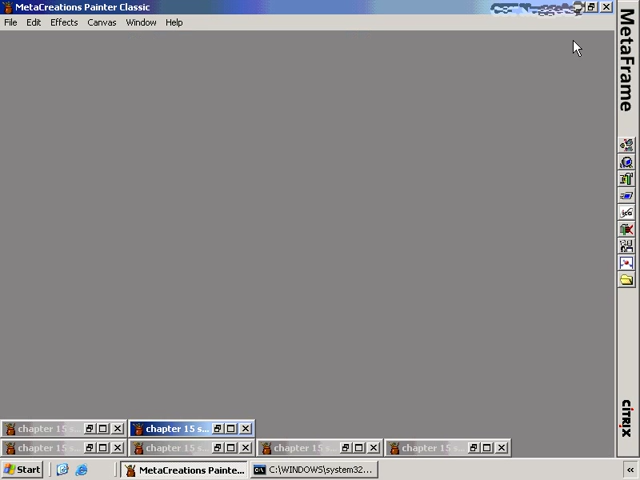 MetaCreations Painter Classic
File Edit Effects Canvas Window Help
MetaFrame
CITRIX
chapter 15 s... chapter 15 s...
chapter 15 s... chapter 15 s... chapter 15 s... chapter 15 s...
Start MetaCreations Painte... C:\WINDOWS\system32... «